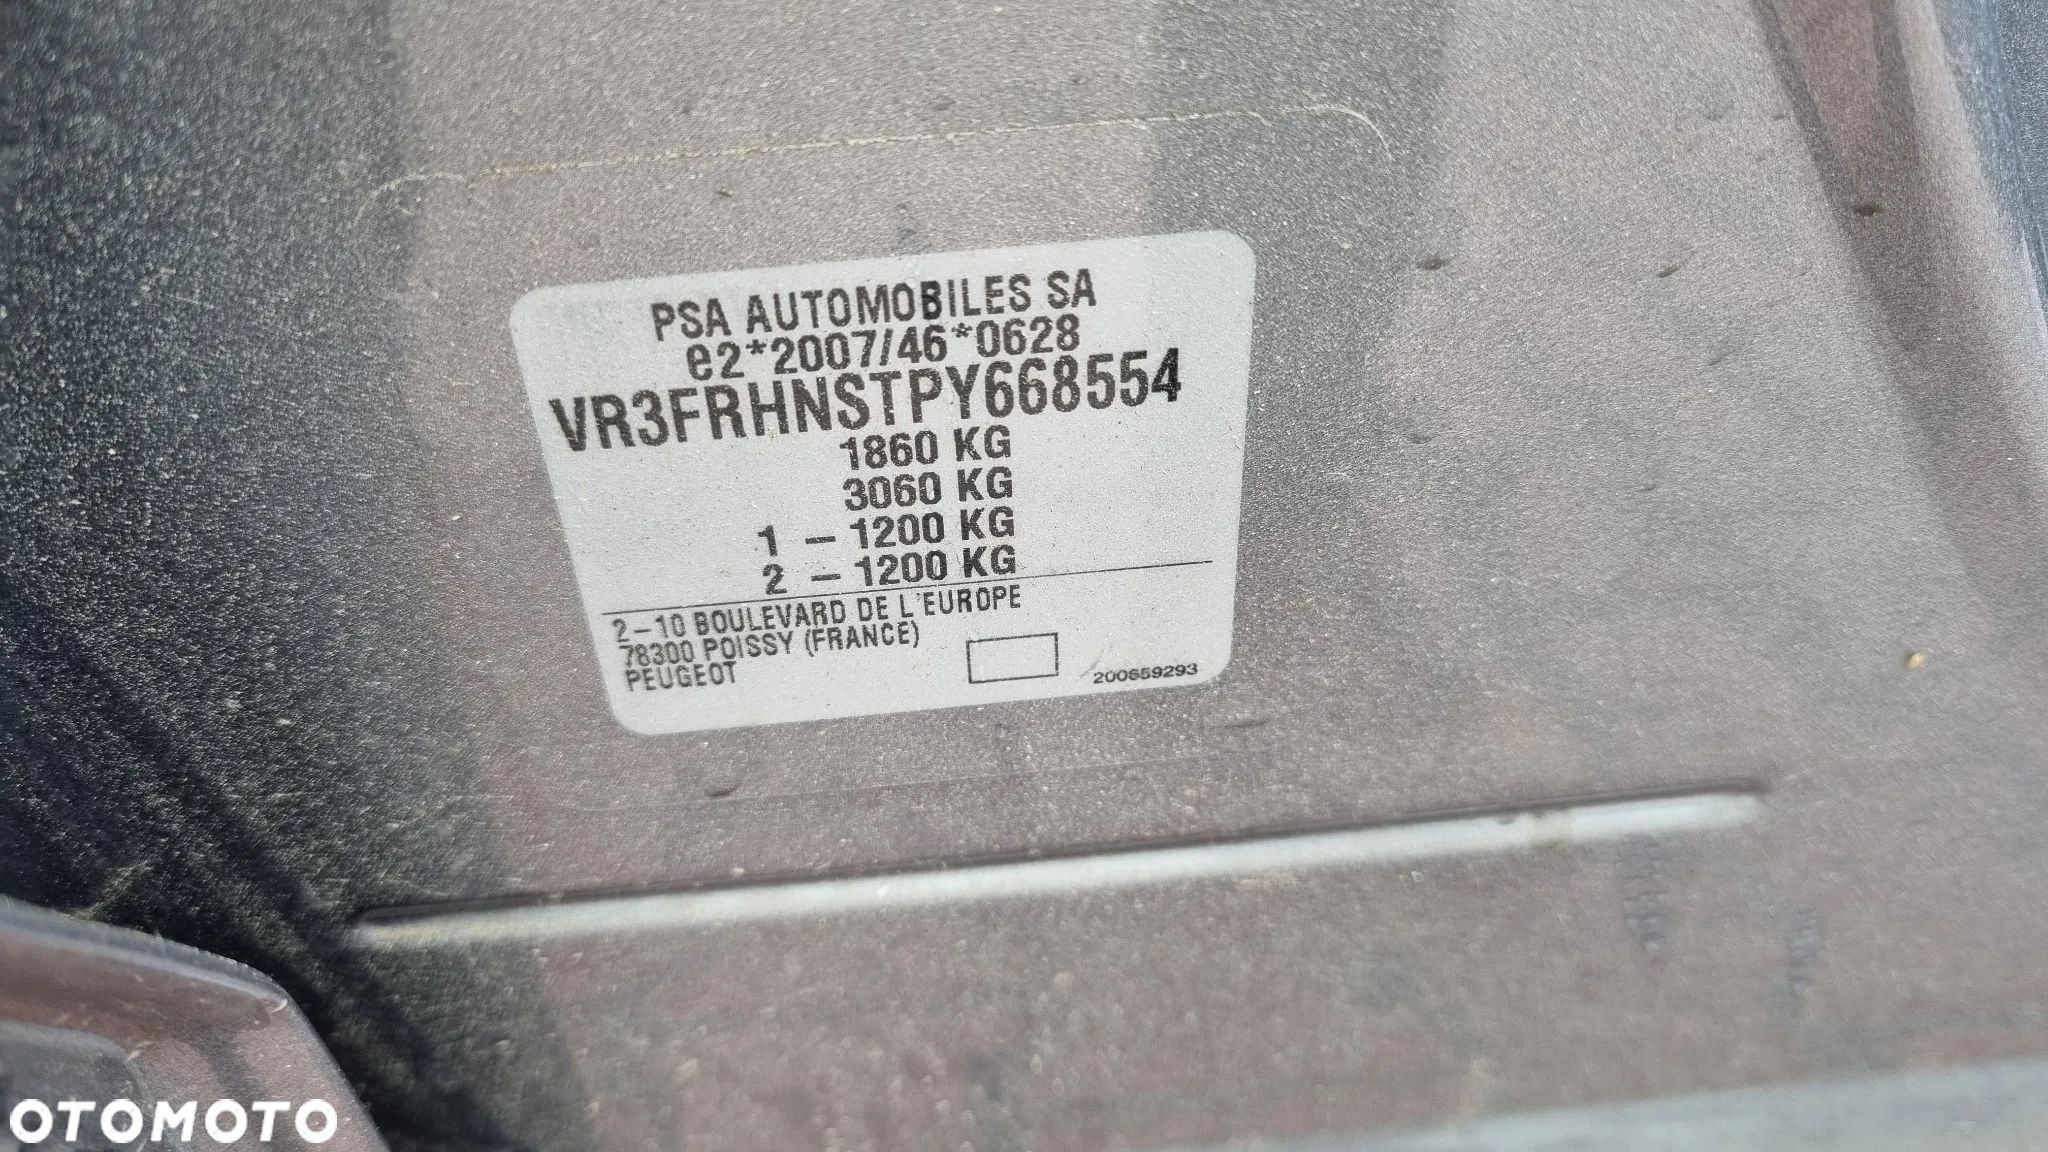 PSA AUTOMOBILES SA
e2*2007/46*0628
VR3FRHNSTPY668554
1860 KG
3060 KG
1 – 1200 KG
2 – 1200 KG
2–10 BOULEVARD DE L'EUROPE
78300 POISSY (FRANCE)
PEUGEOT
200659293
OTOMOTO